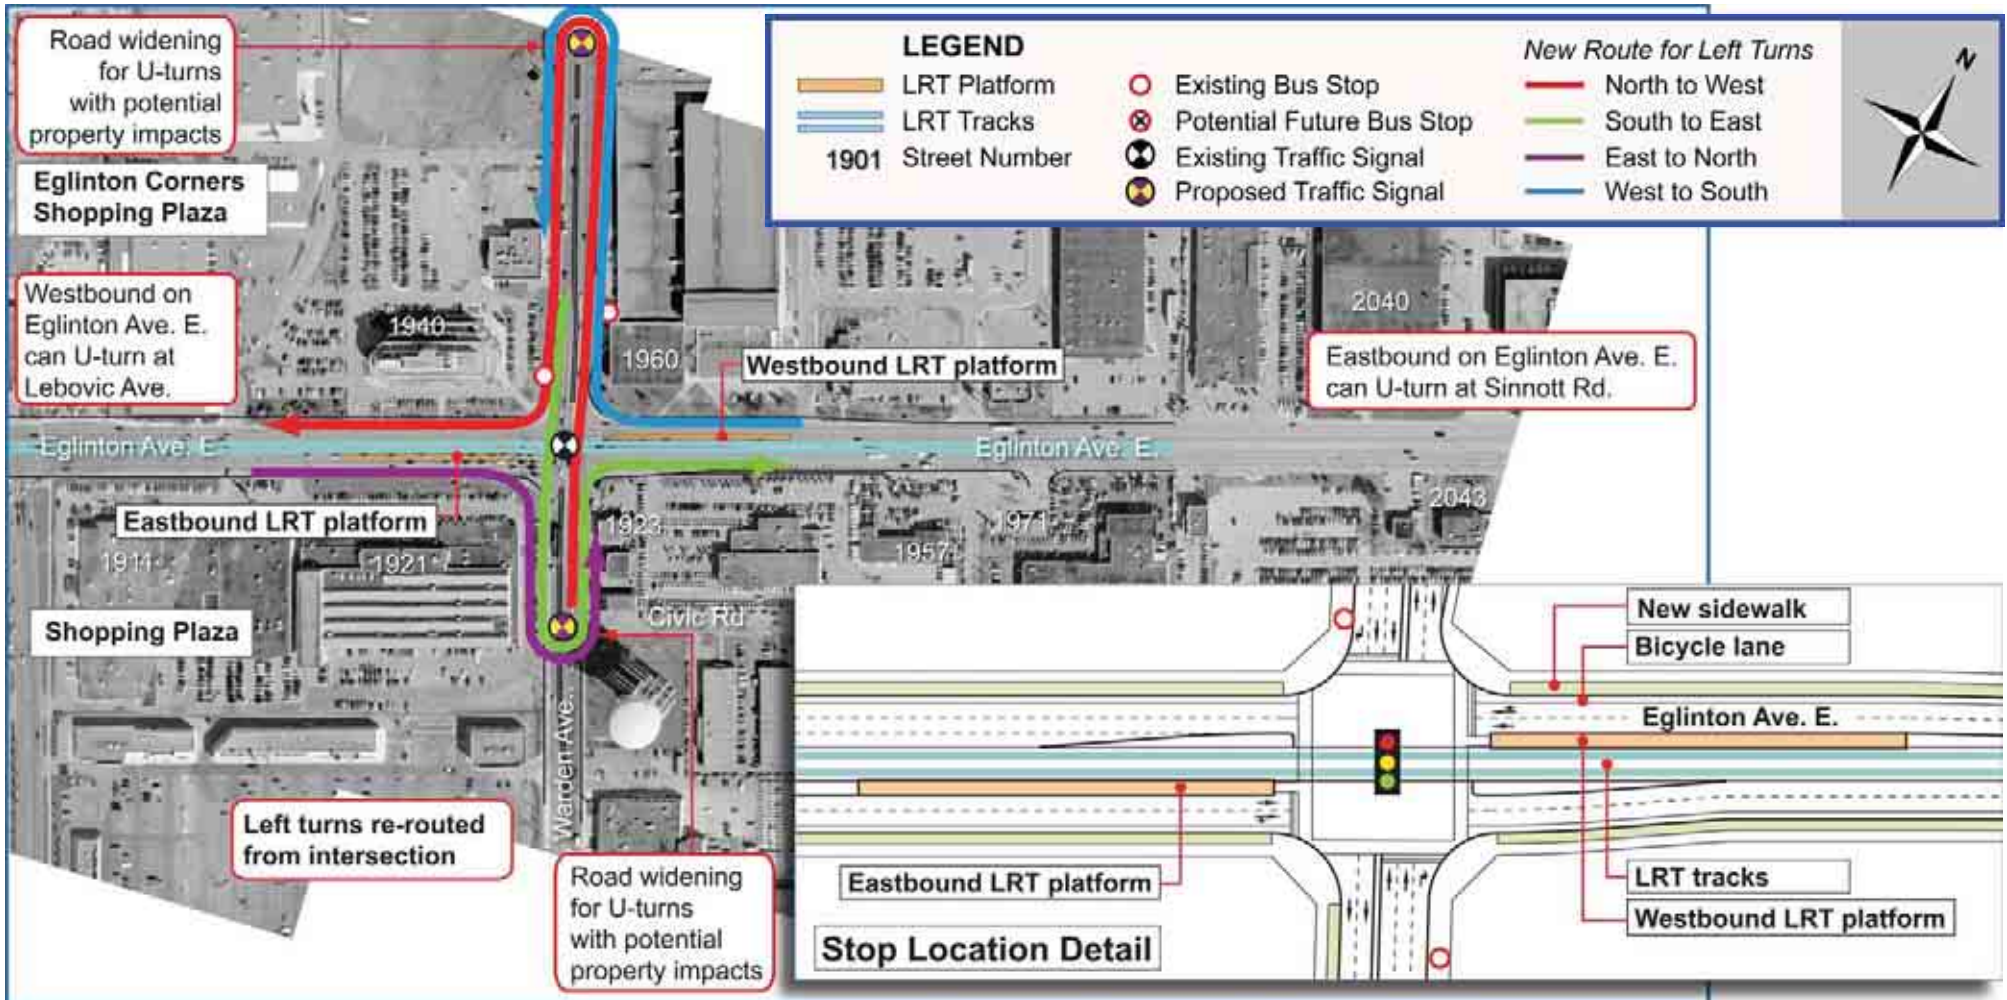 Road widening
for U-turns
with potential
property impacts
Eglinton Corners
Shopping Plaza
Westbound on
Eglinton Ave. E.
can U-turn at
Lebovic Ave.
LEGEND
LRT Platform
LRT Tracks
1901 Street Number
Existing Bus Stop
Potential Future Bus Stop
Existing Traffic Signal
Proposed Traffic Signal
New Route for Left Turns
North to West
South to East
East to North
West to South
N
1940
1960
2040
Westbound LRT platform
Eastbound on Eglinton Ave. E.
can U-turn at Sinnott Rd.
Eglinton Ave. E
Eglinton Ave. E.
Eastbound LRT platform
1911
1921
1923
1957
1971
2043
Shopping Plaza
Civic Rd
Warden Ave.
Left turns re-routed
from intersection
Road widening
for U-turns
with potential
property impacts
New sidewalk
Bicycle lane
Eglinton Ave. E.
Eastbound LRT platform
LRT tracks
Westbound LRT platform
Stop Location Detail